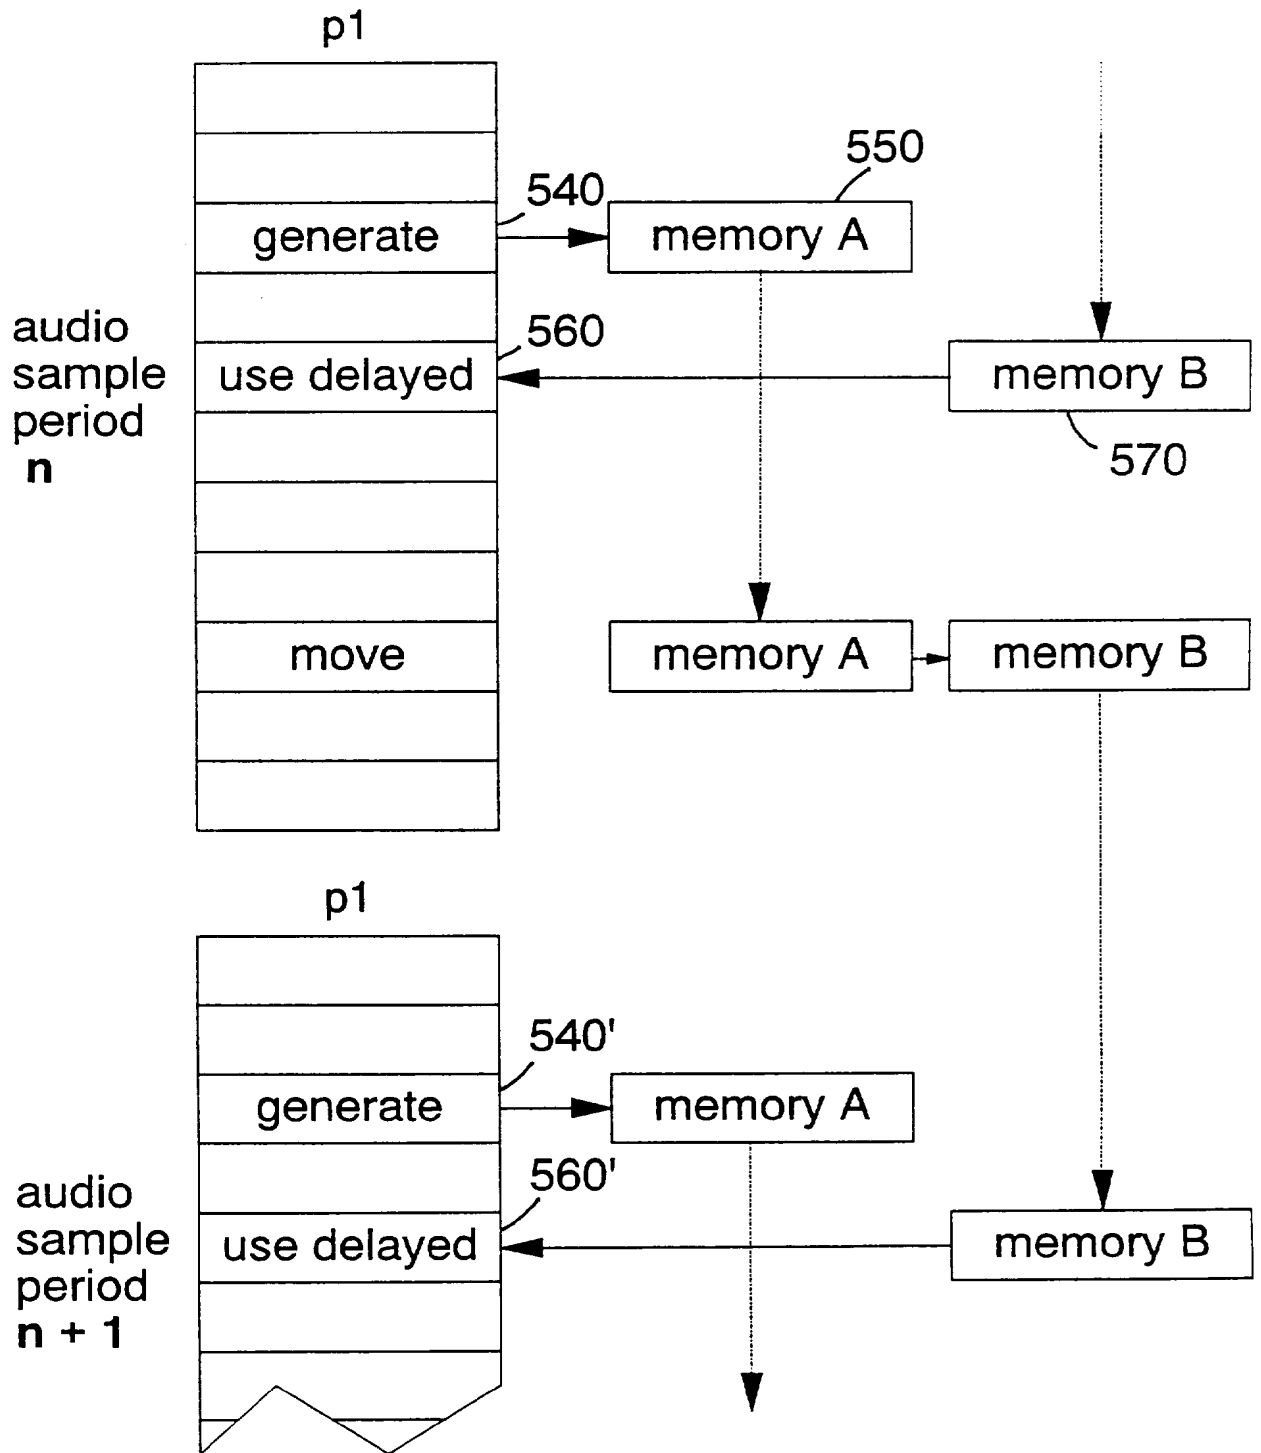 p1
550
540
generate
memory A
audio
sample
period
n
560
use delayed
memory B
570
move
memory A
memory B
p1
540'
generate
memory A
audio
sample
period
n + 1
560'
use delayed
memory B